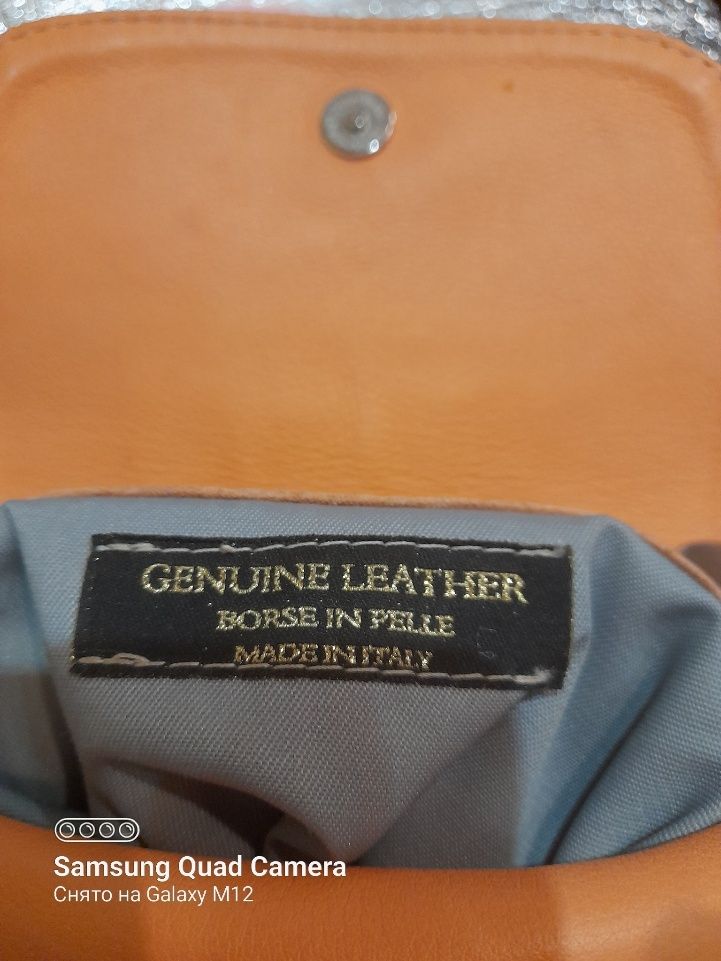 GENUINE LEATHER
BORSE IN PELLE
MADE IN ITALY
Samsung Quad Camera
Снято на Galaxy M12